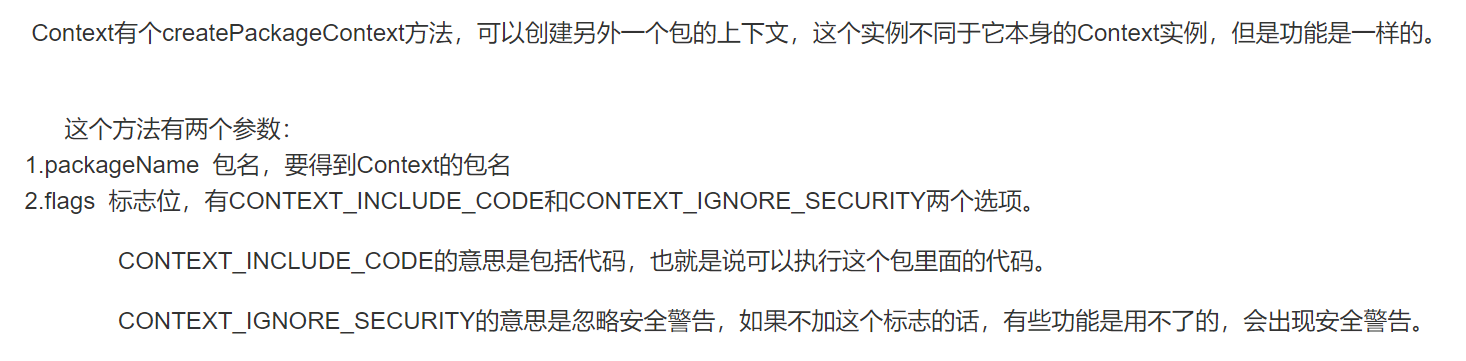 Context有个createPackageContext方法，可以创建另外一个包的上下文，这个实例不同于它本身的Context实例，但是功能是一样的。
这个方法有两个参数：
1.packageName  包名，要得到Context的包名
2.flags  标志位，有CONTEXT_INCLUDE_CODE和CONTEXT_IGNORE_SECURITY两个选项。
CONTEXT_INCLUDE_CODE的意思是包括代码，也就是说可以执行这个包里面的代码。
CONTEXT_IGNORE_SECURITY的意思是忽略安全警告，如果不加这个标志的话，有些功能是用不了的，会出现安全警告。